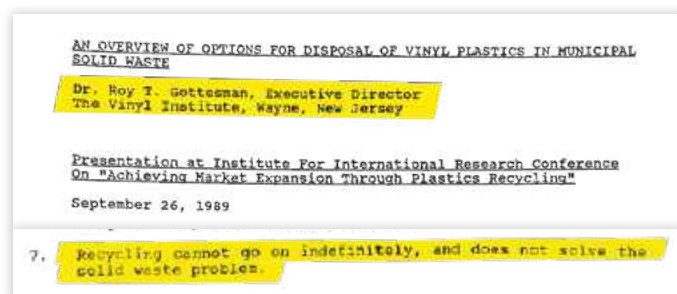 AN OVERVIEW OF OPTIONS FOR DISPOSAL OF VINYL PLASTICS IN MUNICIPAL
SOLID WASTE
Dr. Roy T. Gottesman, Executive Director
The Vinyl Institute, Wayne, New Jersey
Presentation at Institute For International Research Conference
On "Achieving Market Expansion Through Plastics Recycling"
September 26, 1989
7. Recycling cannot go on indefinitely, and does not solve the
solid waste problem.